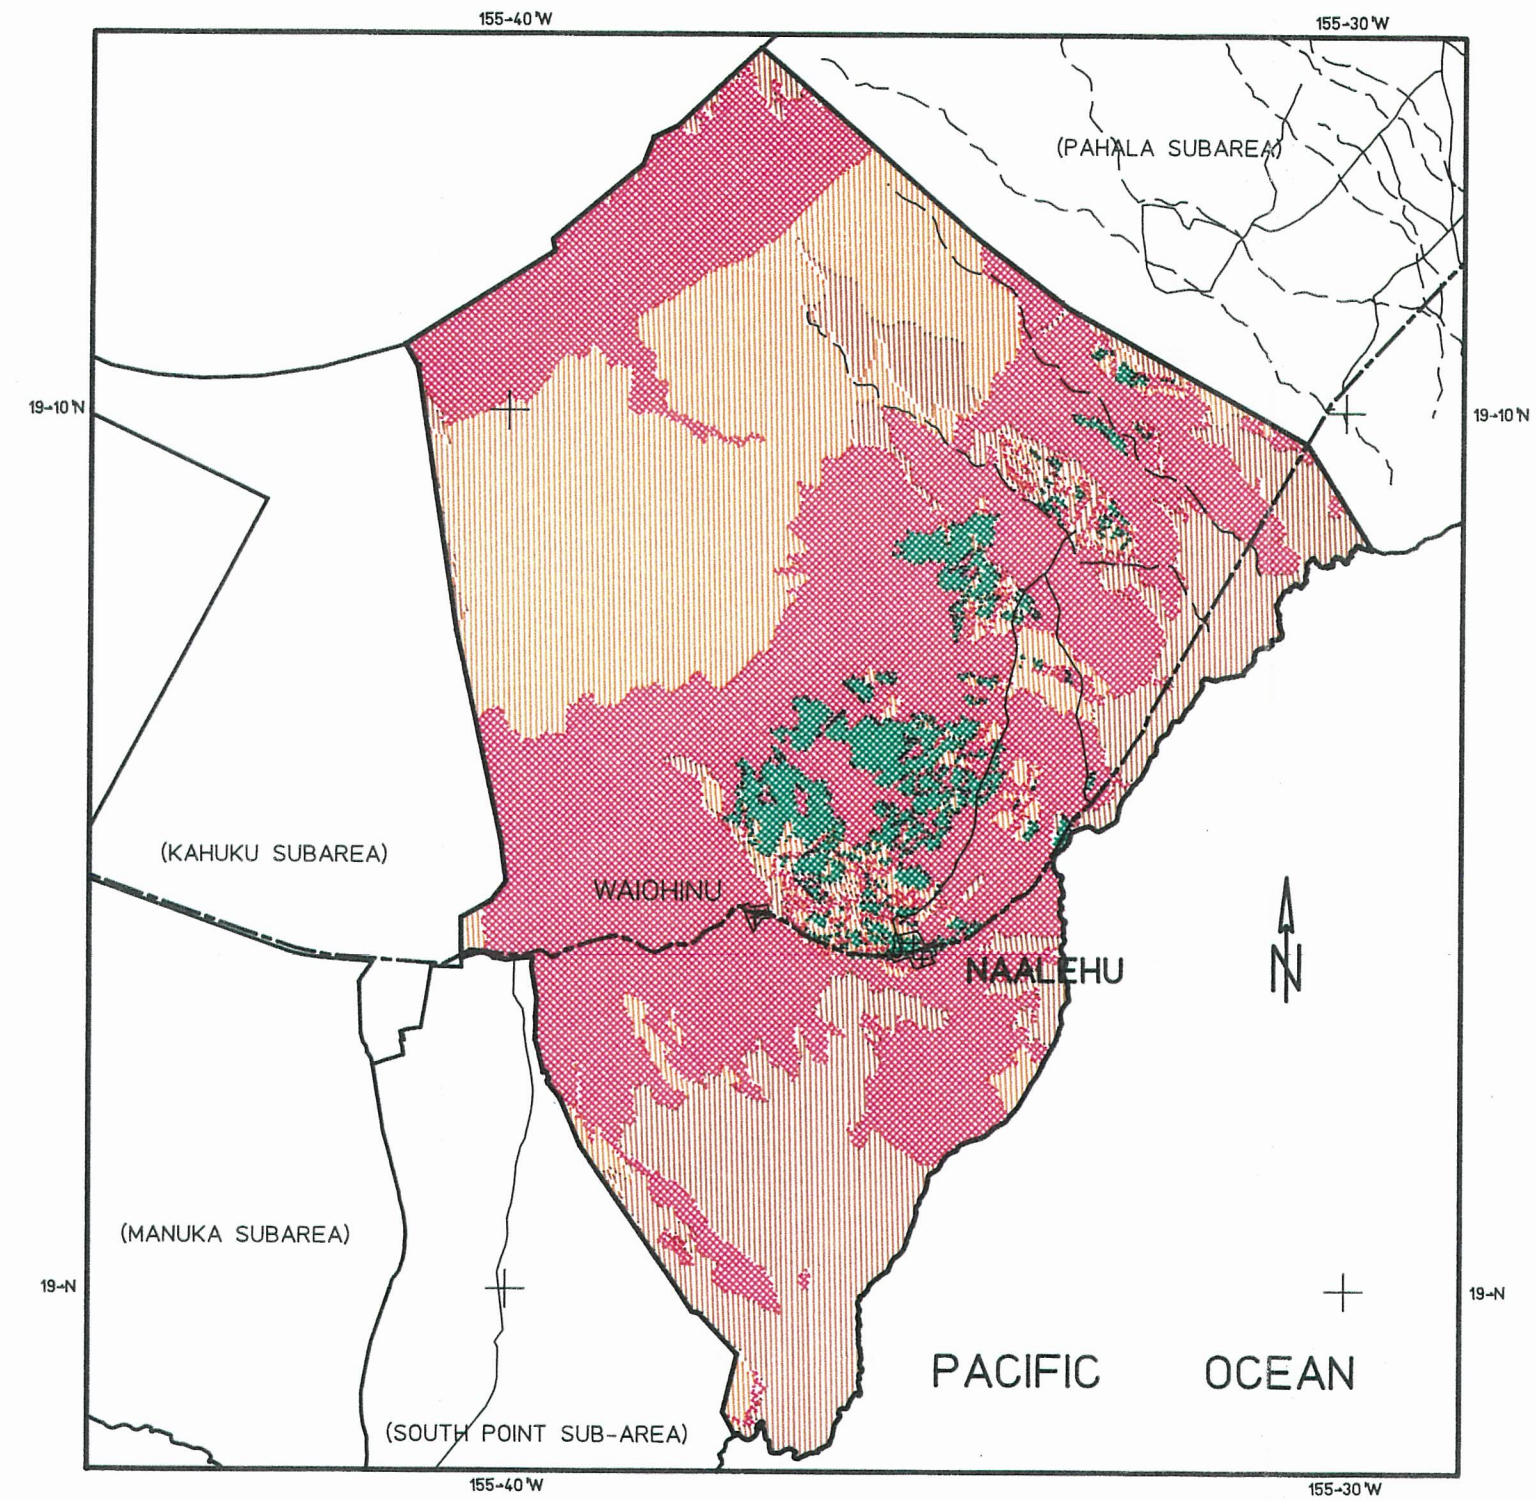 155-40'W
155-30'W
(PAHALA SUBAREA)
19-10'N
19-10'N
(KAHUKU SUBAREA)
WAIOHINU
NAALEHU
N
(MANUKA SUBAREA)
19-N
19-N
PACIFIC OCEAN
(SOUTH POINT SUB-AREA)
155-40'W
155-30'W